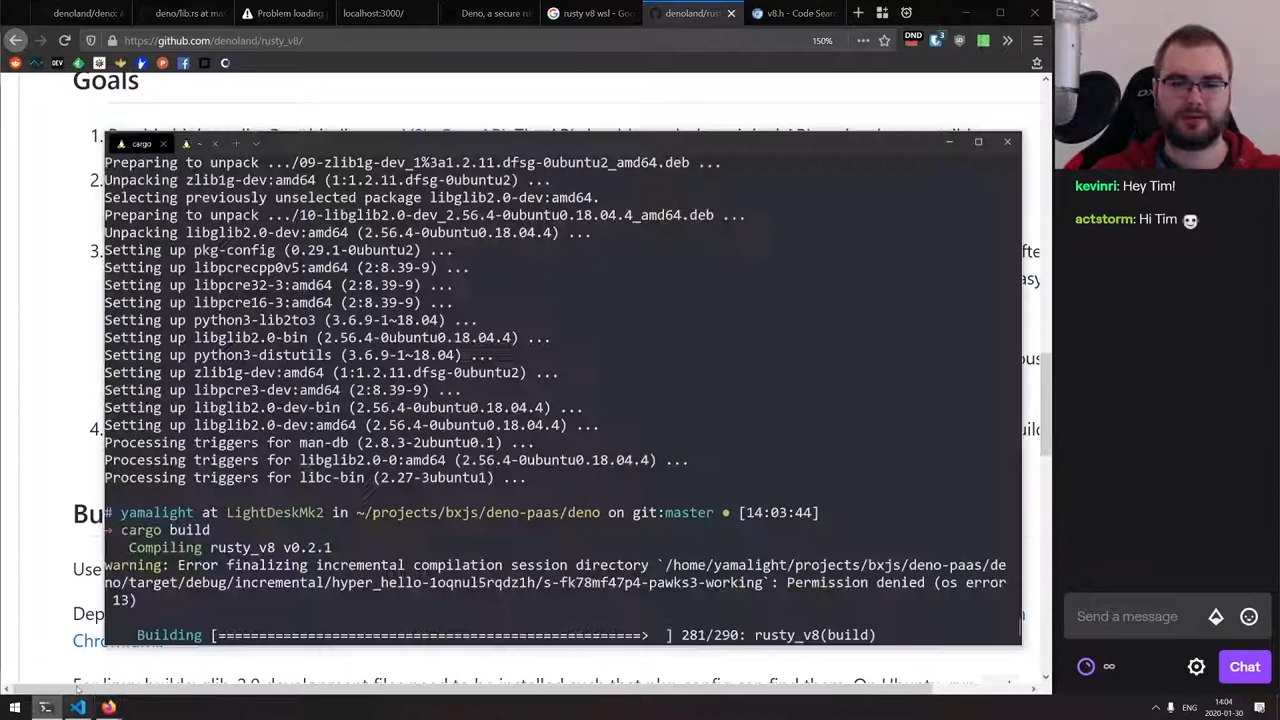 denoland/deno:
deno/lib.rs at mast
Problem loading
localhost:3000/
Deno, a secure r
rusty v8 wsl - Goo
denoland/rust
v8.h - Code Sear
https://github.com/denoland/rusty_v8/
150%
DND
3
DEV
Goals
1.
2.
3.
4.
cargo
~
Preparing to unpack .../09-zlib1g-dev_1%3a1.2.11.dfsg-0ubuntu2_amd64.deb ...
Unpacking zlib1g-dev:amd64 (1:1.2.11.dfsg-0ubuntu2) ...
Selecting previously unselected package libglib2.0-dev:amd64.
Preparing to unpack .../10-libglib2.0-dev_2.56.4-0ubuntu0.18.04.4_amd64.deb ...
Unpacking libglib2.0-dev:amd64 (2.56.4-0ubuntu0.18.04.4) ...
Setting up pkg-config (0.29.1-0ubuntu2) ...
Setting up libpcrecpp0v5:amd64 (2:8.39-9) ...
Setting up libpcre32-3:amd64 (2:8.39-9) ...
Setting up libpcre16-3:amd64 (2:8.39-9) ...
Setting up python3-lib2to3 (3.6.9-1~18.04) ...
Setting up libglib2.0-bin (2.56.4-0ubuntu0.18.04.4) ...
Setting up python3-distutils (3.6.9-1~18.04) ...
Setting up zlib1g-dev:amd64 (1:1.2.11.dfsg-0ubuntu2) ...
Setting up libpcre3-dev:amd64 (2:8.39-9) ...
Setting up libglib2.0-dev-bin (2.56.4-0ubuntu0.18.04.4) ...
Setting up libglib2.0-dev:amd64 (2.56.4-0ubuntu0.18.04.4) ...
Processing triggers for man-db (2.8.3-2ubuntu0.1) ...
Processing triggers for libglib2.0-0:amd64 (2.56.4-0ubuntu0.18.04.4) ...
Processing triggers for libc-bin (2.27-3ubuntu1) ...
# yamalight at LightDeskMk2 in ~/projects/bxjs/deno-paas/deno on git:master ● [14:03:44]
→ cargo build
Compiling rusty_v8 v0.2.1
warning: Error finalizing incremental compilation session directory `/home/yamalight/projects/bxjs/deno-paas/de
no/target/debug/incremental/hyper_hello-1oqnul5rqdz1h/s-fk78mf47p4-pawks3-working`: Permission denied (os error
13)
Building [====================================================> ] 281/290: rusty_v8(build)
Bu
Use
Dep
Chro
kevinri: Hey Tim!
actstorm: Hi Tim
Send a message
∞
Chat
ENG
14:04
2020-01-30